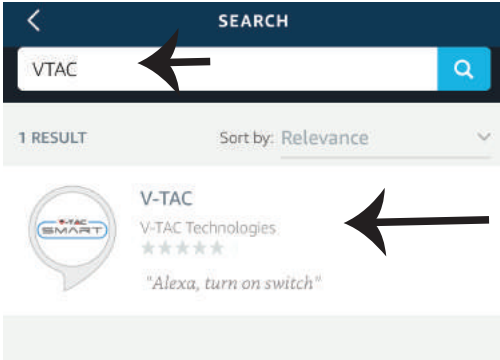 SEARCH
VTAC
1 RESULT Sort by: Relevance
V-TAC
V-TAC Technologies
V-TAC
SMART
"Alexa, turn on switch"